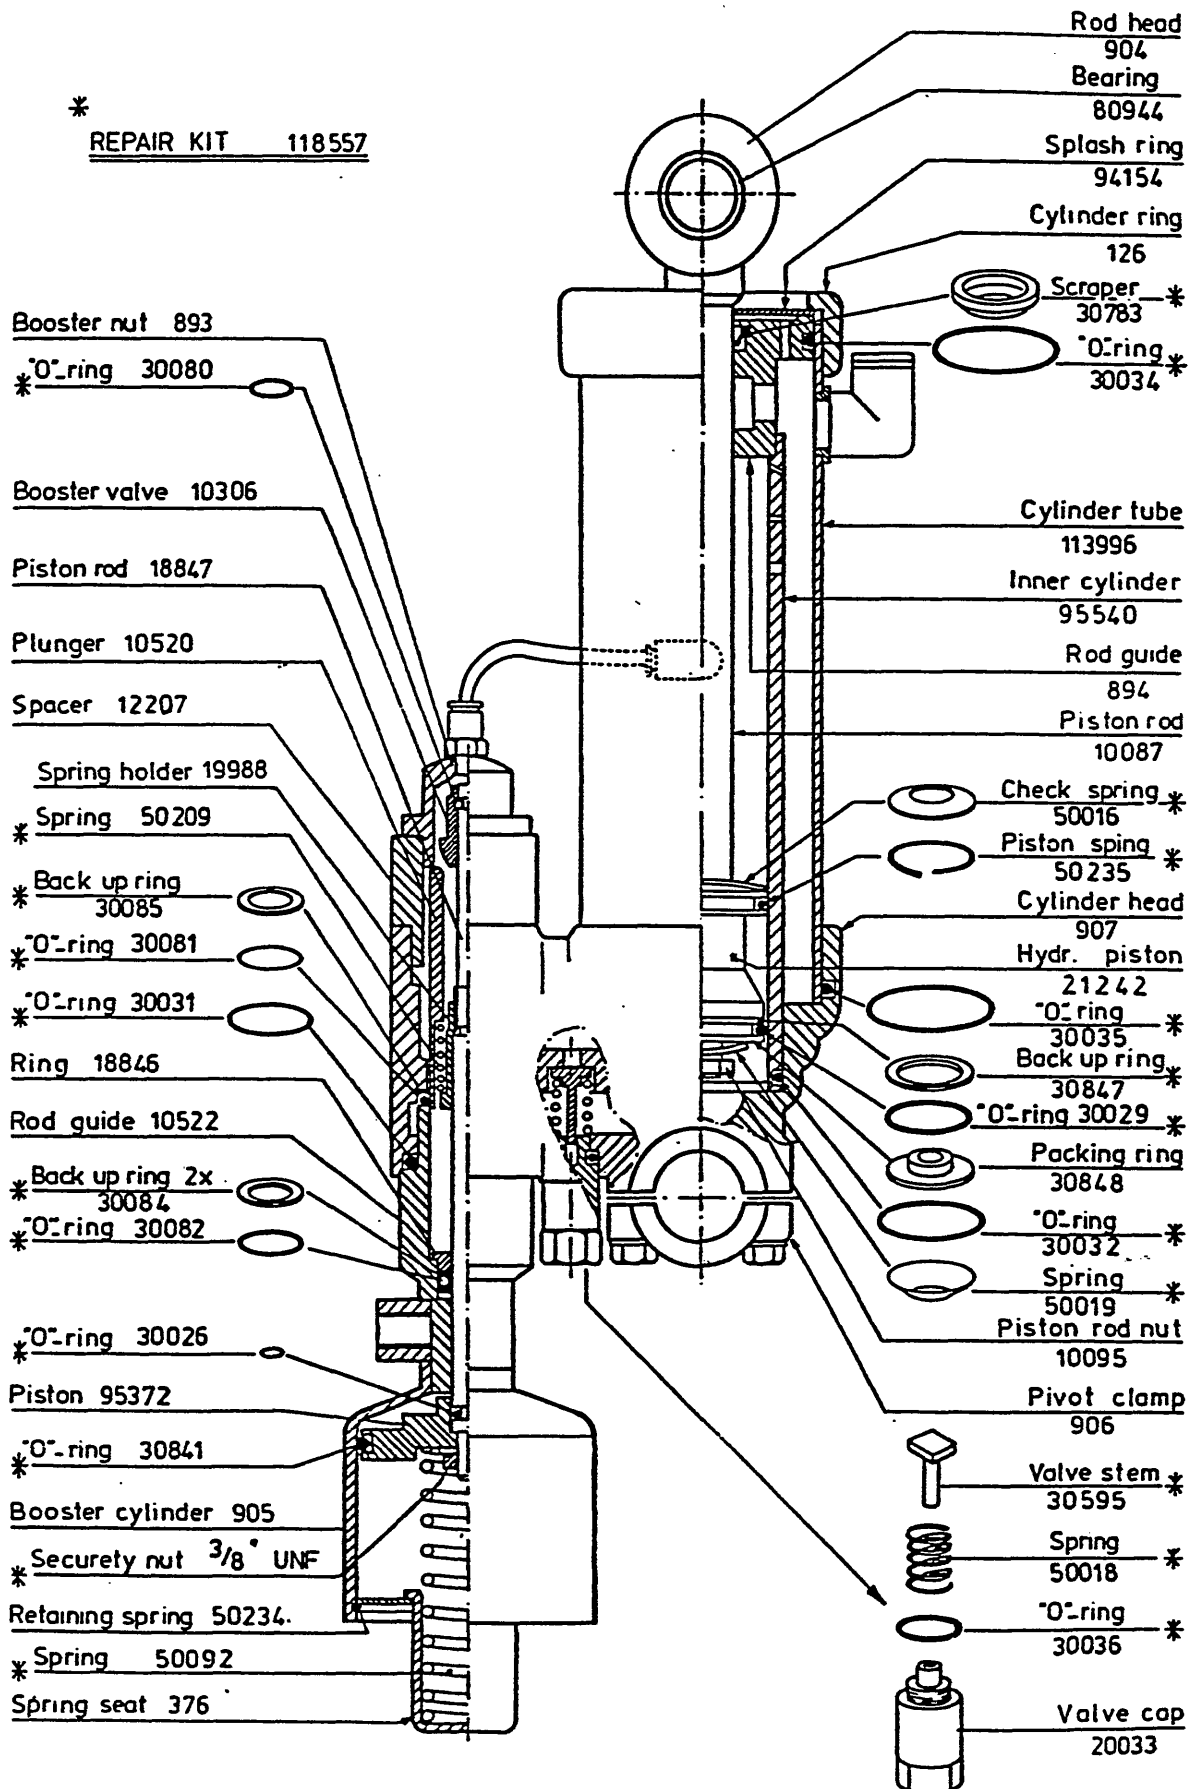 *
REPAIR KIT 118557
Booster nut 893
* "O"-ring 30080
Booster valve 10306
Piston rod 18847
Plunger 10520
Spacer 12207
Spring holder 19988
* Spring 50209
* Back up ring
30085
* "O"-ring 30081
* "O"-ring 30031
Ring 18846
Rod guide 10522
* Back up ring 2x
30084
* "O"-ring 30082
* "O"-ring 30026
Piston 95372
* "O"-ring 30841
Booster cylinder 905
* Securety nut 3/8" UNF
Retaining spring 50234.
* Spring 50092
Spring seat 376
Rod head
904
Bearing
80944
Splash ring
94154
Cylinder ring
126
Scraper *
30783
"O"-ring *
30034
Cylinder tube
113996
Inner cylinder
95540
Rod guide
894
Piston rod
10087
Check spring *
50016
Piston sping *
50235
Cylinder head
907
Hydr. piston
21242
"O"-ring *
30035
Back up ring *
30847
"O"-ring 30029 *
Packing ring
30848 *
"O"-ring *
30032
Spring *
50019
Piston rod nut
10095
Pivot clamp
906
Valve stem *
30595
Spring *
50018
"O"-ring *
30036
Valve cap
20033